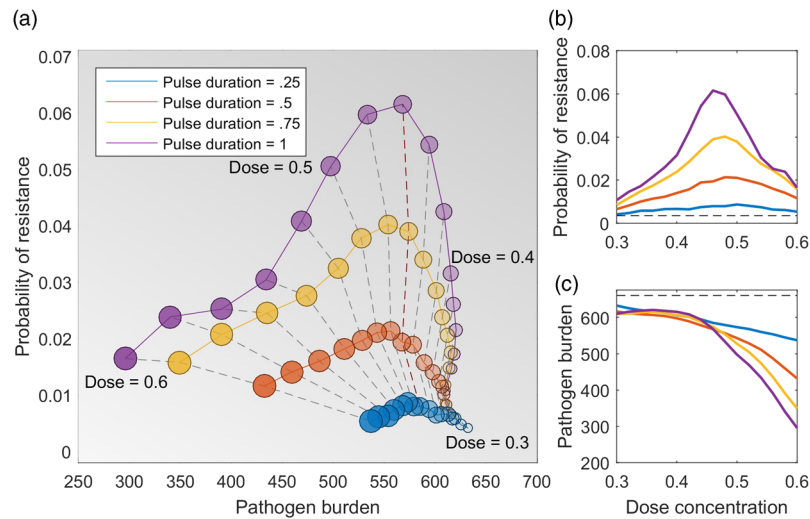 (a)
0.07
0.06
0.05
0.04
0.03
0.02
0.01
0
Probability of resistance
Pulse duration = .25
Pulse duration = .5
Pulse duration = .75
Pulse duration = 1
Dose = 0.5
Dose = 0.4
Dose = 0.6
Dose = 0.3
250 300 350 400 450 500 550 600 650 700
Pathogen burden
(b)
0.08
0.06
0.04
0.02
0
Probability of resistance
0.3 0.4 0.5 0.6
(c)
600
500
400
300
200
Pathogen burden
0.3 0.4 0.5 0.6
Dose concentration